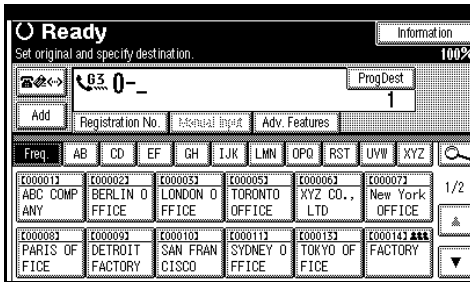 Ready
Information
Set original and specify destination.
100%
G3 0-_
ProgDest
1
Add
Registration No.
Manual Input
Adv. Features
Freq.
AB
CD
EF
GH
IJK
LMN
OPQ
RST
UVW
XYZ
[00001]
ABC COMP
ANY
[00002]
BERLIN O
FFICE
[00003]
LONDON O
FFICE
[00005]
TORONTO
OFFICE
[00006]
XYZ CO.,
LTD
[00007]
New York
OFFICE
1/2
[00008]
PARIS OF
FICE
[00009]
DETROIT
FACTORY
[00010]
SAN FRAN
CISCO
[00011]
SYDNEY O
FFICE
[00013]
TOKYO OF
FICE
[00014]
FACTORY